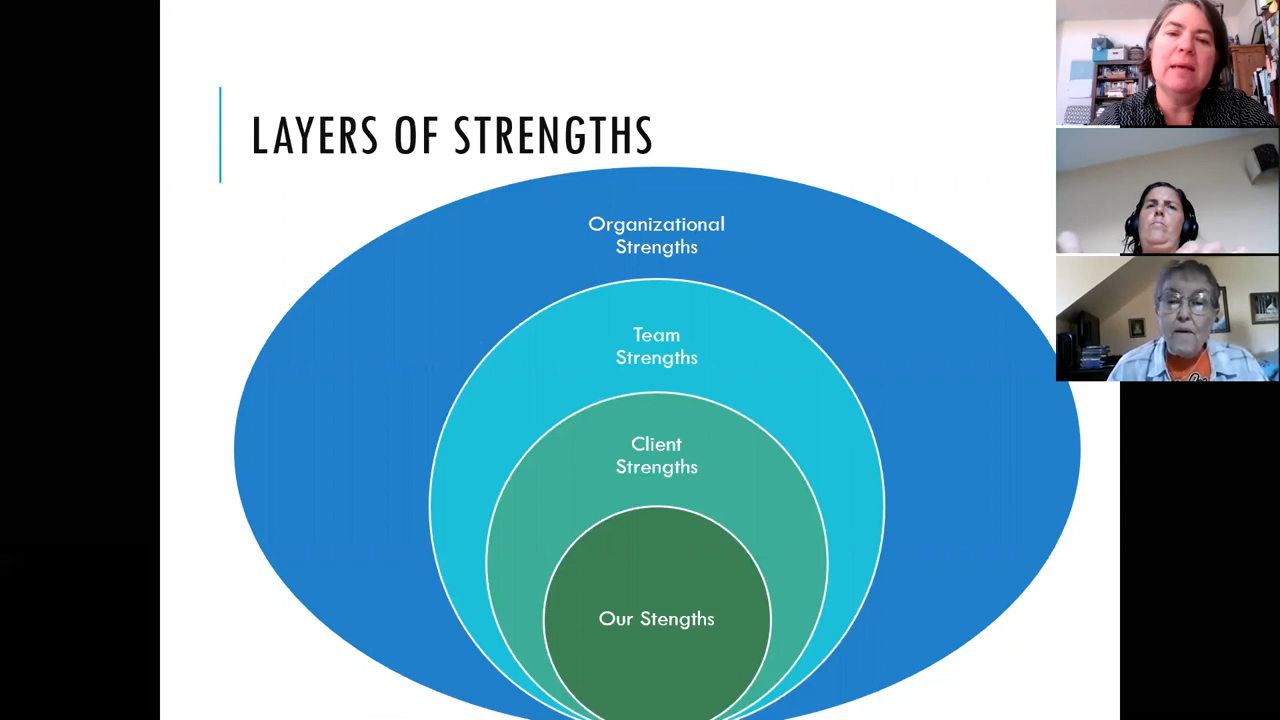 LAYERS OF STRENGTHS
Organizational
Strengths
Team
Strengths
Client
Strengths
Our Stengths